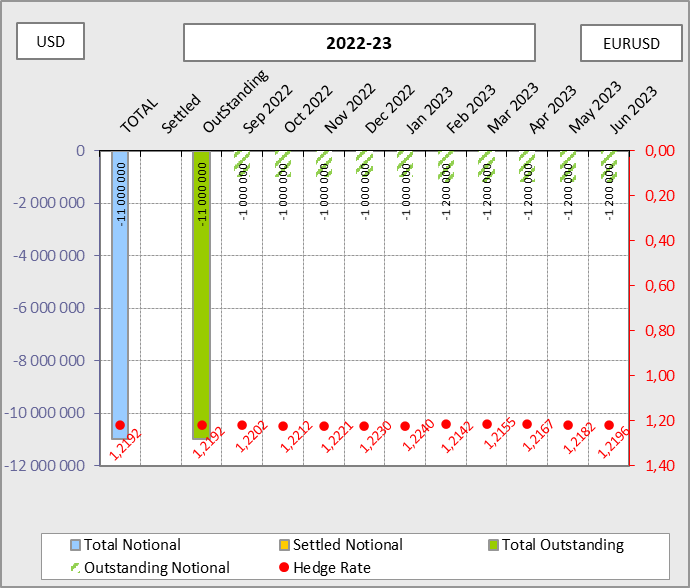 USD
2022-23
EURUSD
TOTAL
Settled
OutStanding
Sep 2022
Oct 2022
Nov 2022
Dec 2022
Jan 2023
Feb 2023
Mar 2023
Apr 2023
May 2023
Jun 2023
0
-2 000 000
-4 000 000
-6 000 000
-8 000 000
-10 000 000
-12 000 000
-11 000 000
-11 000 000
-1 000 000
-1 000 000
-1 000 000
-1 000 000
-1 000 000
-1 200 000
-1 200 000
-1 200 000
-1 200 000
-1 200 000
0,00
0,20
0,40
0,60
0,80
1,00
1,20
1,40
1,2192
1,2192
1,2202
1,2212
1,2221
1,2230
1,2240
1,2142
1,2155
1,2167
1,2182
1,2196
Total Notional
Settled Notional
Total Outstanding
Outstanding Notional
Hedge Rate